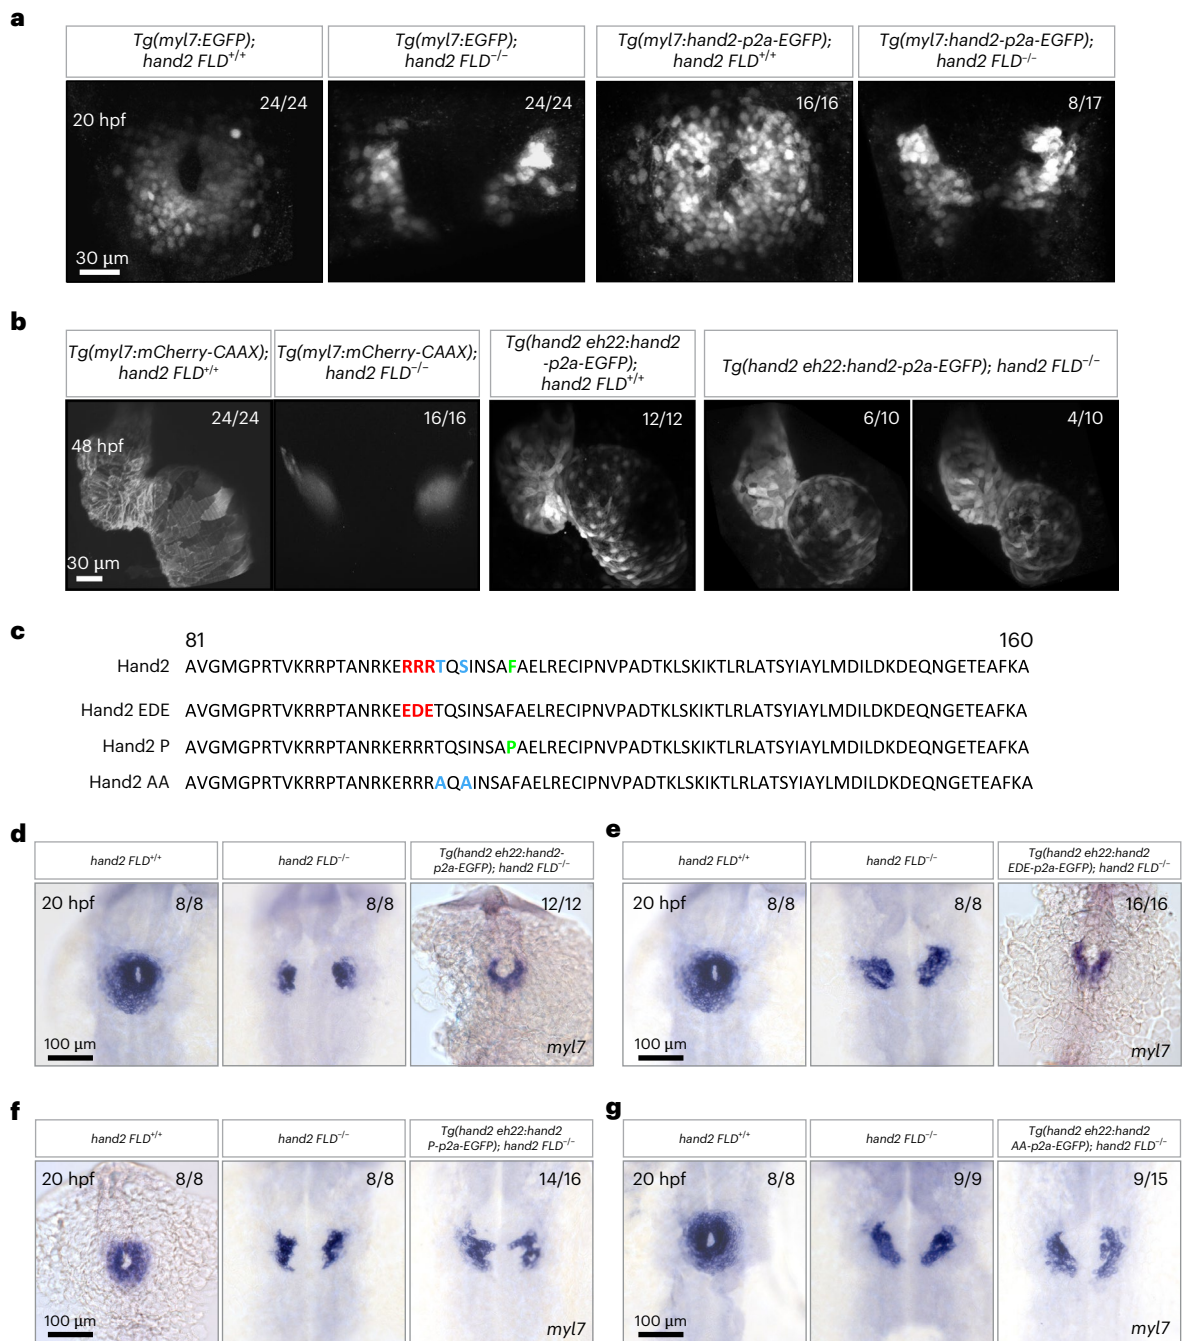 a
Tg(myl7:EGFP);
hand2 FLD+/+
Tg(myl7:EGFP);
hand2 FLD−/−
Tg(myl7:hand2-p2a-EGFP);
hand2 FLD+/+
Tg(myl7:hand2-p2a-EGFP);
hand2 FLD−/−
20 hpf
24/24
24/24
16/16
8/17
30 µm
b
Tg(myl7:mCherry-CAAX);
hand2 FLD+/+
Tg(myl7:mCherry-CAAX);
hand2 FLD−/−
Tg(hand2 eh22:hand2
-p2a-EGFP);
hand2 FLD+/+
Tg(hand2 eh22:hand2-p2a-EGFP); hand2 FLD−/−
48 hpf
24/24
16/16
12/12
6/10
4/10
30 µm
c
81 160
Hand2 AVGMGPRTVKRRPTANRKERRRTQSINSAFAELRECIPNVPADTKLSKIKTLRLATSYIAYLMDILDKDEQNGETEAFKA
Hand2 EDE AVGMGPRTVKRRPTANRKEEDETQSINSAFAELRECIPNVPADTKLSKIKTLRLATSYIAYLMDILDKDEQNGETEAFKA
Hand2 P AVGMGPRTVKRRPTANRKERRRTQSINSAPAELRECIPNVPADTKLSKIKTLRLATSYIAYLMDILDKDEQNGETEAFKA
Hand2 AA AVGMGPRTVKRRPTANRKERRRAQAINSAFAELRECIPNVPADTKLSKIKTLRLATSYIAYLMDILDKDEQNGETEAFKA
d
hand2 FLD+/+
hand2 FLD−/−
Tg(hand2 eh22:hand2-
p2a-EGFP); hand2 FLD−/−
20 hpf
8/8
8/8
12/12
100 µm
myl7
e
hand2 FLD+/+
hand2 FLD−/−
Tg(hand2 eh22:hand2
EDE-p2a-EGFP); hand2 FLD−/−
20 hpf
8/8
8/8
16/16
100 µm
myl7
f
hand2 FLD+/+
hand2 FLD−/−
Tg(hand2 eh22:hand2
P-p2a-EGFP); hand2 FLD−/−
20 hpf
8/8
8/8
14/16
100 µm
myl7
g
hand2 FLD+/+
hand2 FLD−/−
Tg(hand2 eh22:hand2
AA-p2a-EGFP); hand2 FLD−/−
20 hpf
8/8
9/9
9/15
100 µm
myl7